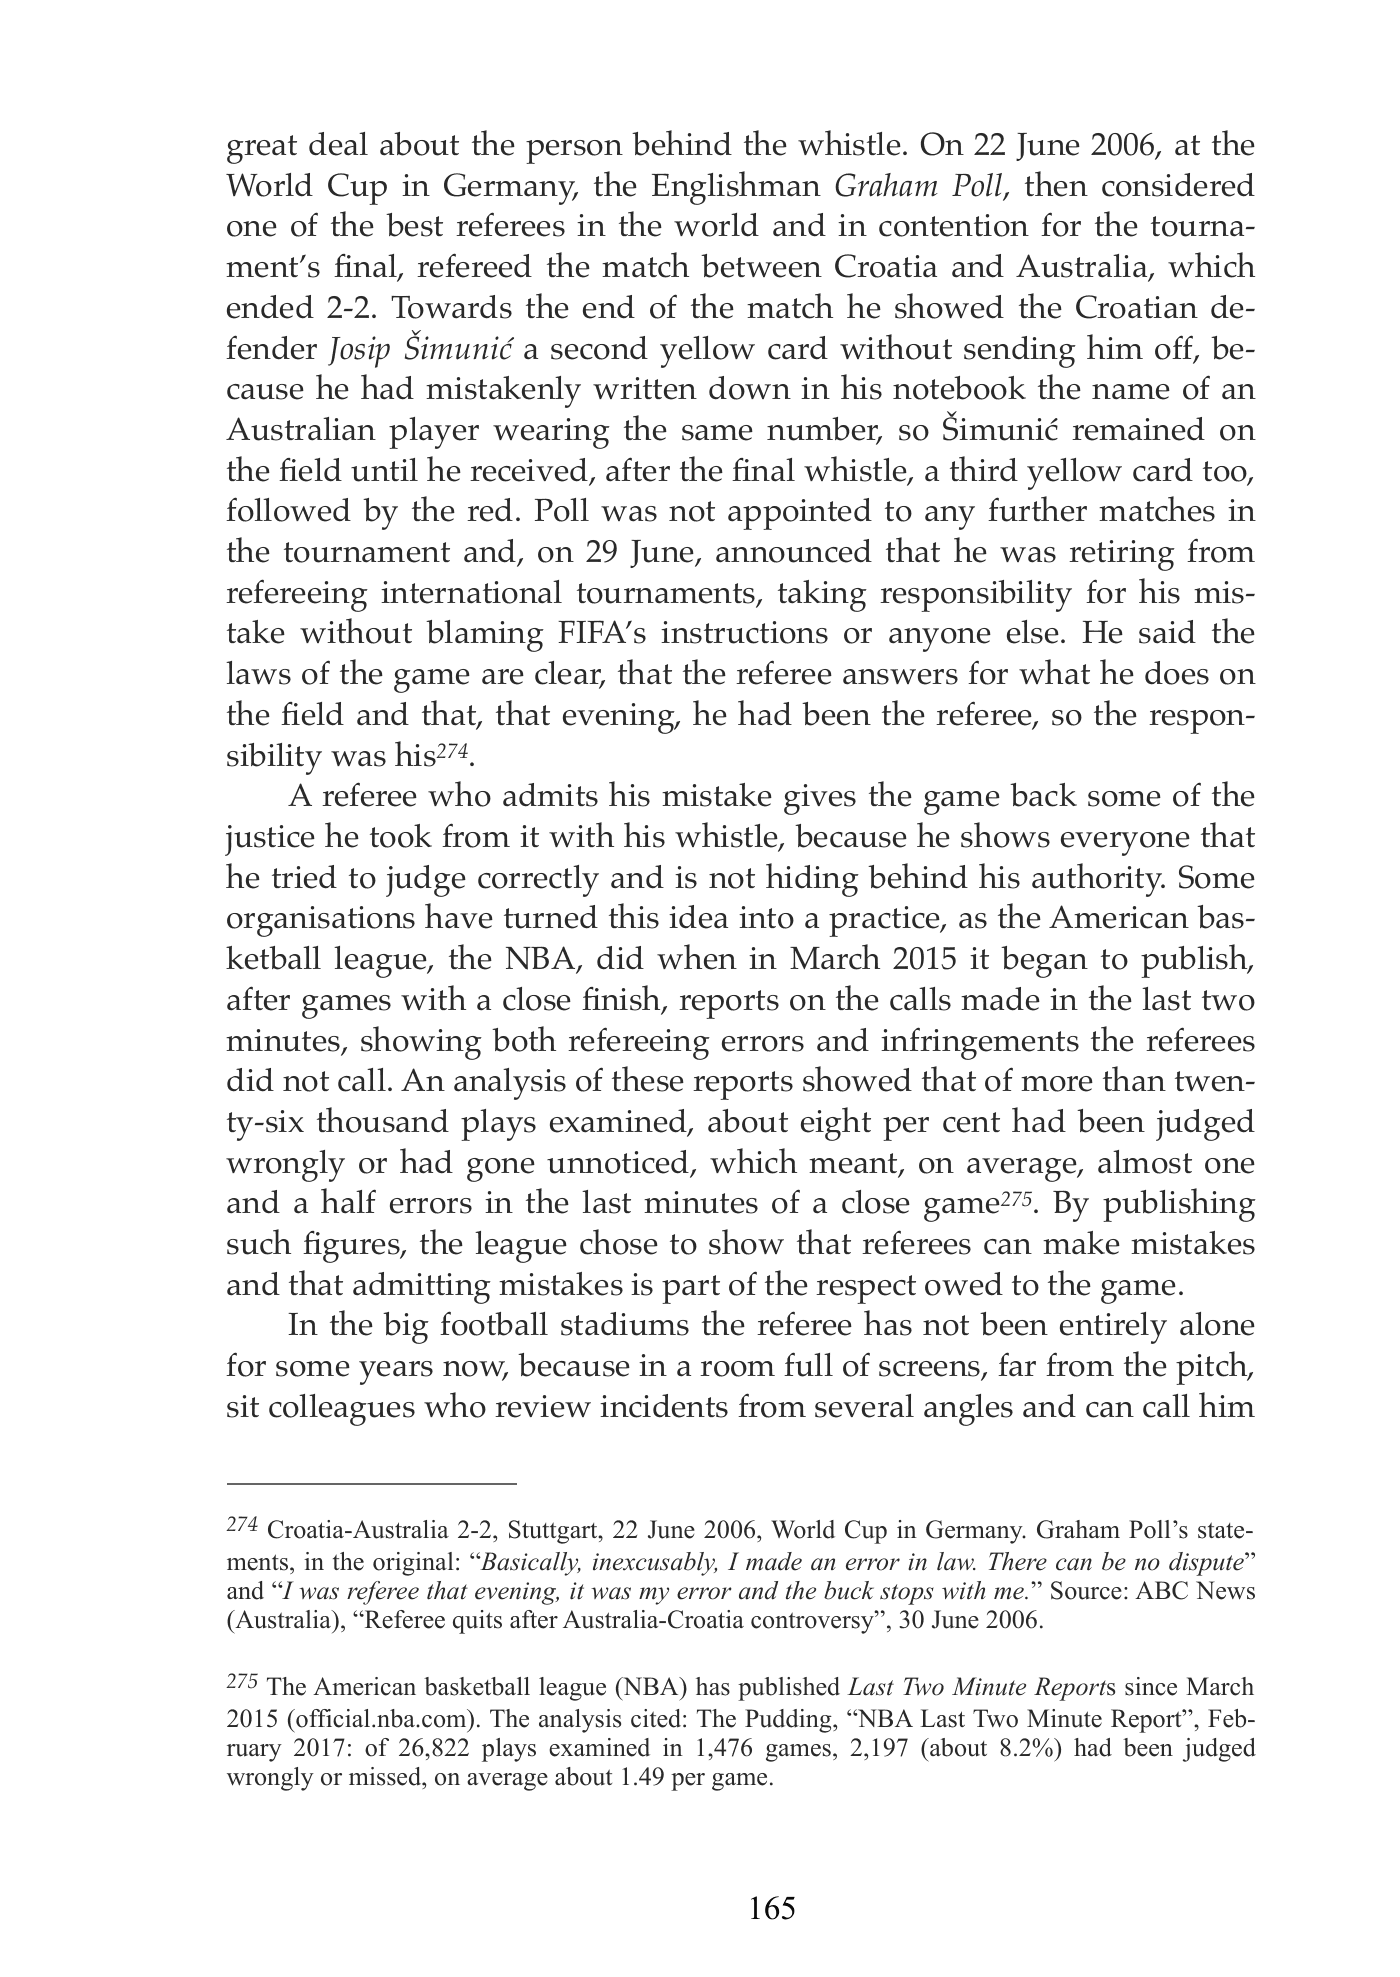 great deal about the person behind the whistle. On 22 June 2006, at the
World Cup in Germany, the Englishman Graham Poll, then considered
one of the best referees in the world and in contention for the tourna-
ment’s final, refereed the match between Croatia and Australia, which
ended 2-2. Towards the end of the match he showed the Croatian de-
fender Josip Šimunić a second yellow card without sending him off, be-
cause he had mistakenly written down in his notebook the name of an
Australian player wearing the same number, so Šimunić remained on
the field until he received, after the final whistle, a third yellow card too,
followed by the red. Poll was not appointed to any further matches in
the tournament and, on 29 June, announced that he was retiring from
refereeing international tournaments, taking responsibility for his mis-
take without blaming FIFA’s instructions or anyone else. He said the
laws of the game are clear, that the referee answers for what he does on
the field and that, that evening, he had been the referee, so the respon-
sibility was his274.
A referee who admits his mistake gives the game back some of the
justice he took from it with his whistle, because he shows everyone that
he tried to judge correctly and is not hiding behind his authority. Some
organisations have turned this idea into a practice, as the American bas-
ketball league, the NBA, did when in March 2015 it began to publish,
after games with a close finish, reports on the calls made in the last two
minutes, showing both refereeing errors and infringements the referees
did not call. An analysis of these reports showed that of more than twen-
ty-six thousand plays examined, about eight per cent had been judged
wrongly or had gone unnoticed, which meant, on average, almost one
and a half errors in the last minutes of a close game275. By publishing
such figures, the league chose to show that referees can make mistakes
and that admitting mistakes is part of the respect owed to the game.
In the big football stadiums the referee has not been entirely alone
for some years now, because in a room full of screens, far from the pitch,
sit colleagues who review incidents from several angles and can call him
274 Croatia-Australia 2-2, Stuttgart, 22 June 2006, World Cup in Germany. Graham Poll’s state-
ments, in the original: “Basically, inexcusably, I made an error in law. There can be no dispute”
and “I was referee that evening, it was my error and the buck stops with me.” Source: ABC News
(Australia), “Referee quits after Australia-Croatia controversy”, 30 June 2006.
275 The American basketball league (NBA) has published Last Two Minute Reports since March
2015 (official.nba.com). The analysis cited: The Pudding, “NBA Last Two Minute Report”, Feb-
ruary 2017: of 26,822 plays examined in 1,476 games, 2,197 (about 8.2%) had been judged
wrongly or missed, on average about 1.49 per game.
165